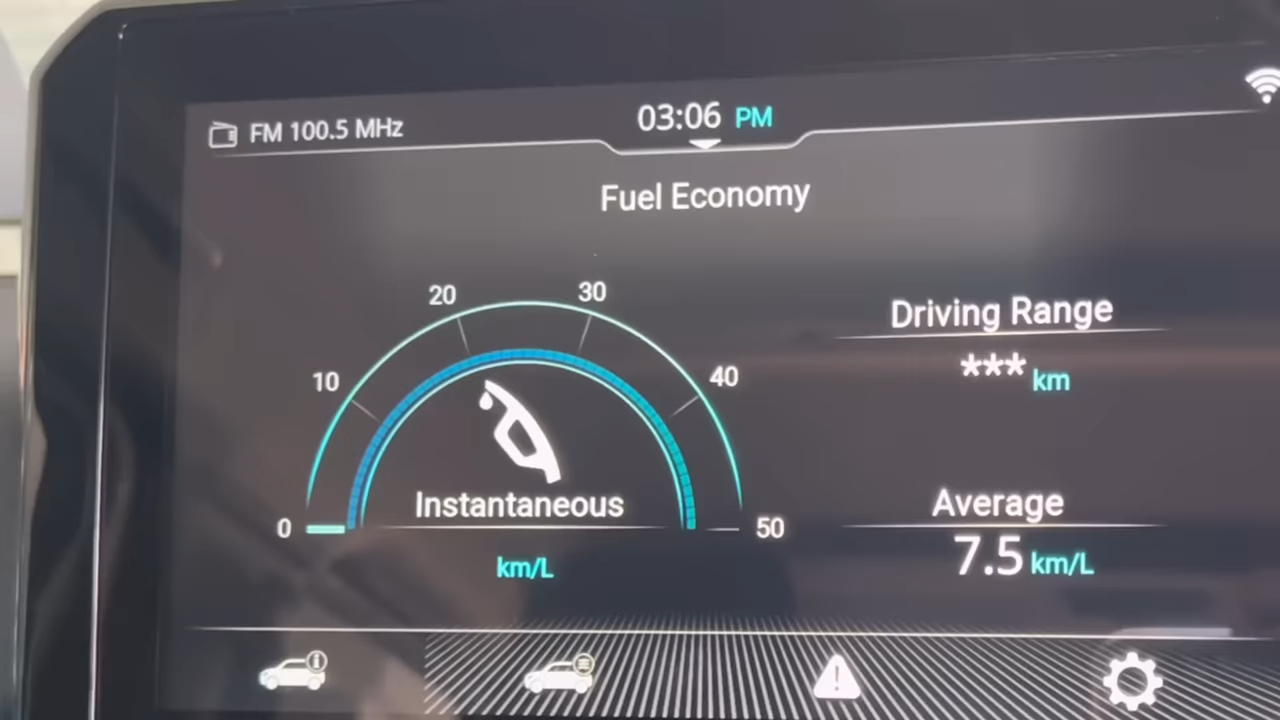 FM 100.5 MHz
03:06 PM
Fuel Economy
20
30
10
40
0
50
Instantaneous
km/L
Driving Range
*** km
Average
7.5 km/L